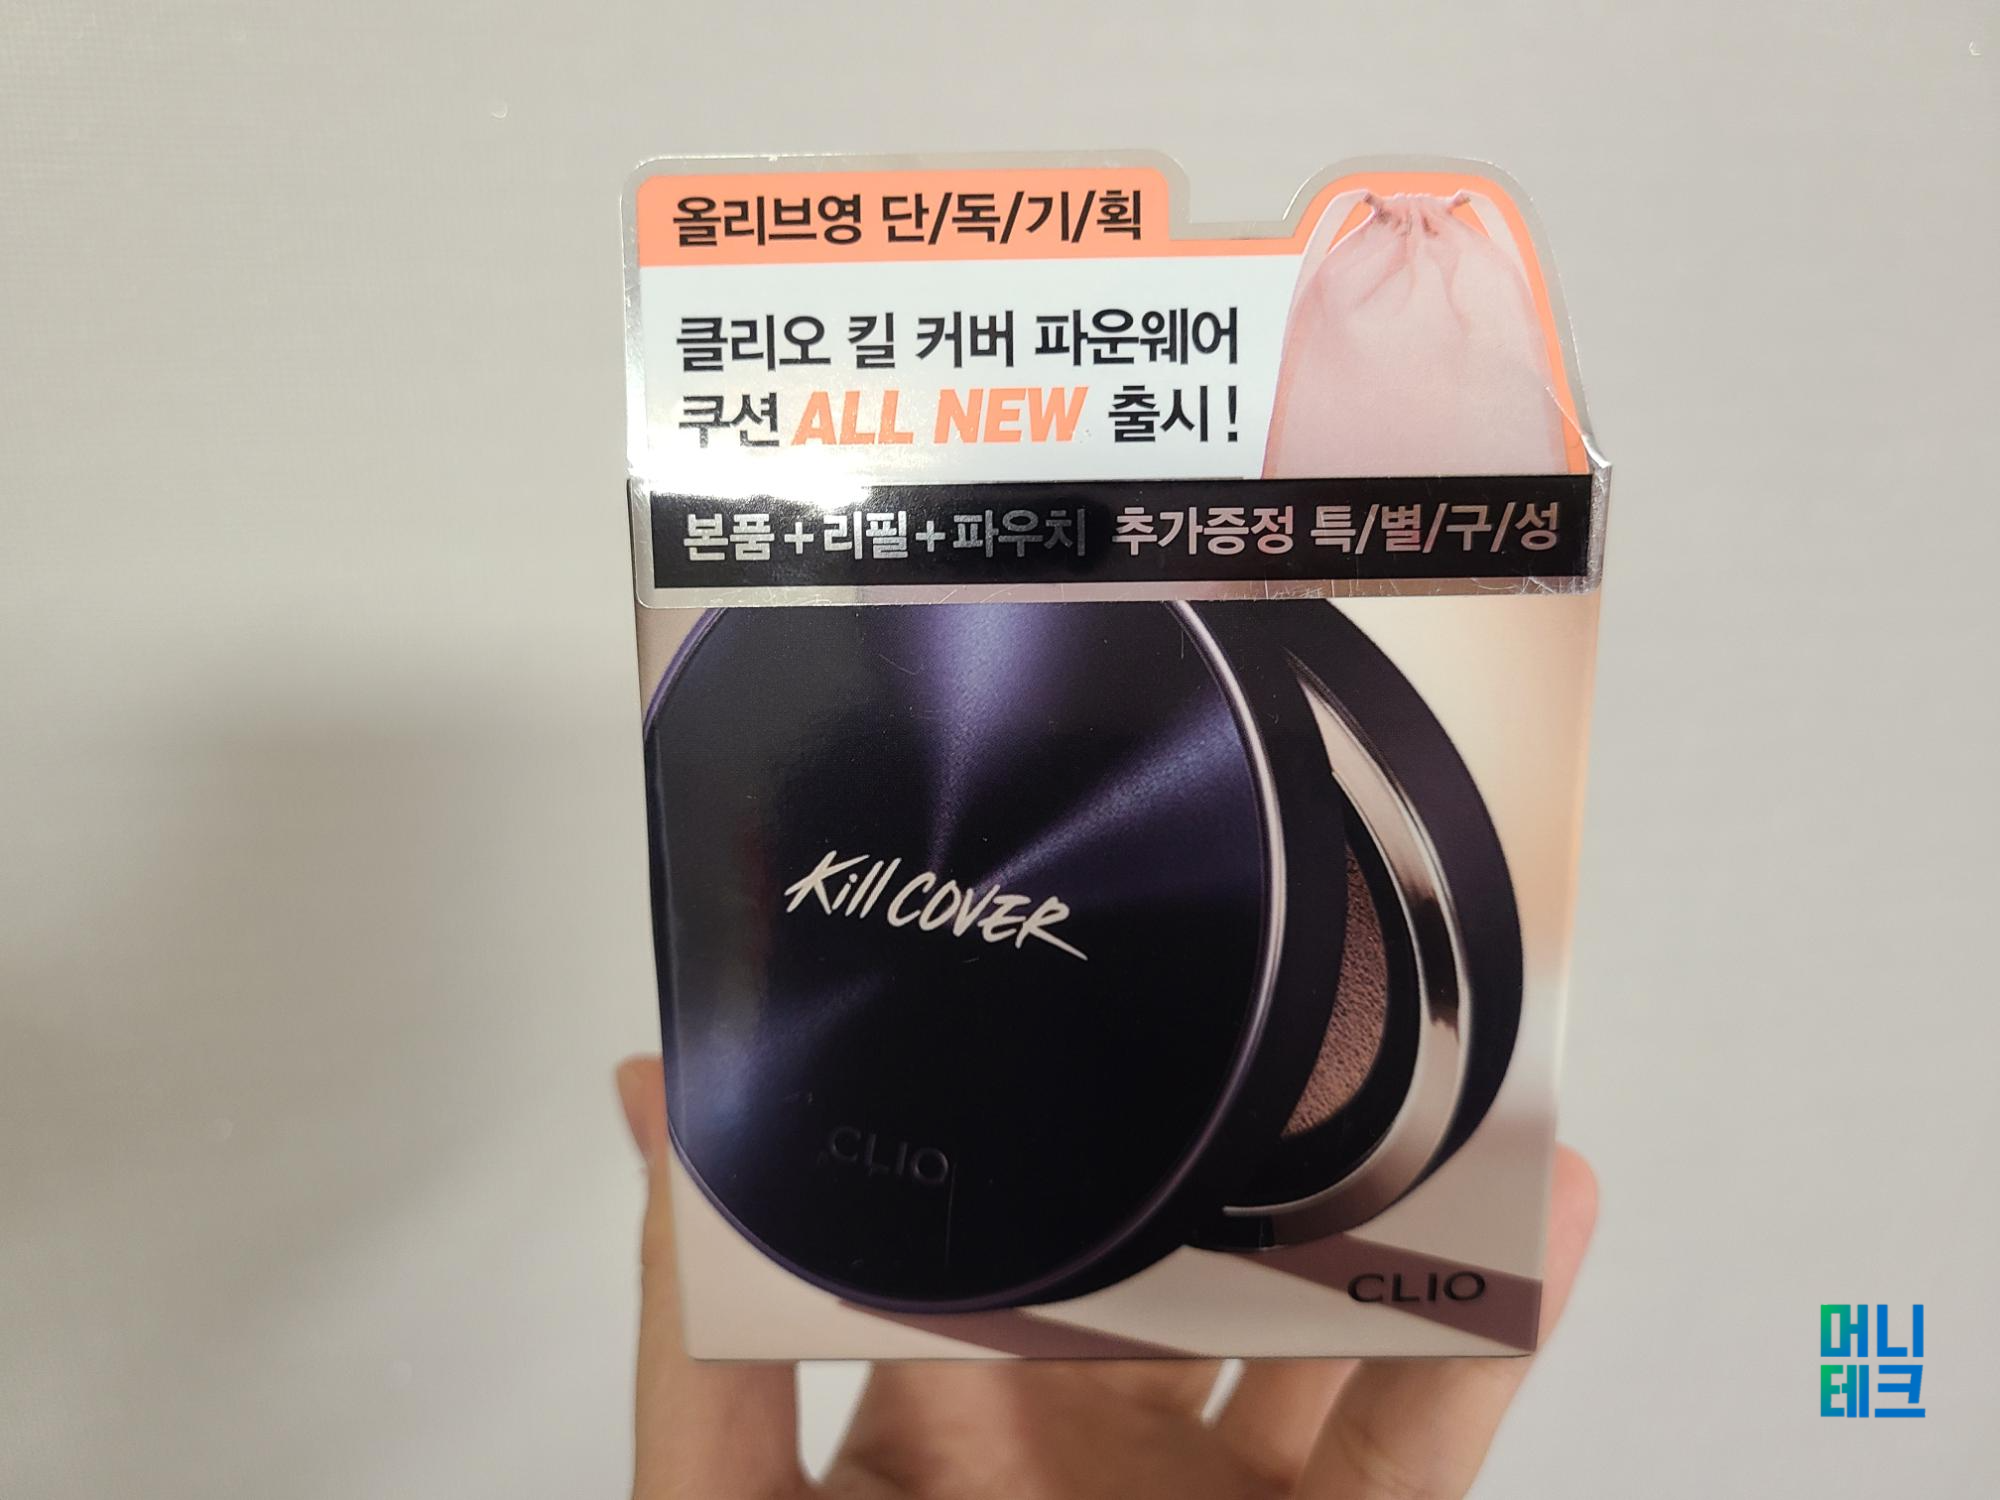 올리브영 단/독/기/획
클리오 킬 커버 파운웨어
쿠션 ALL NEW 출시!
본품+리필+파우치 추가증정 특/별/구/성
Kill COVER
CLIO
CLIO
머니
테크